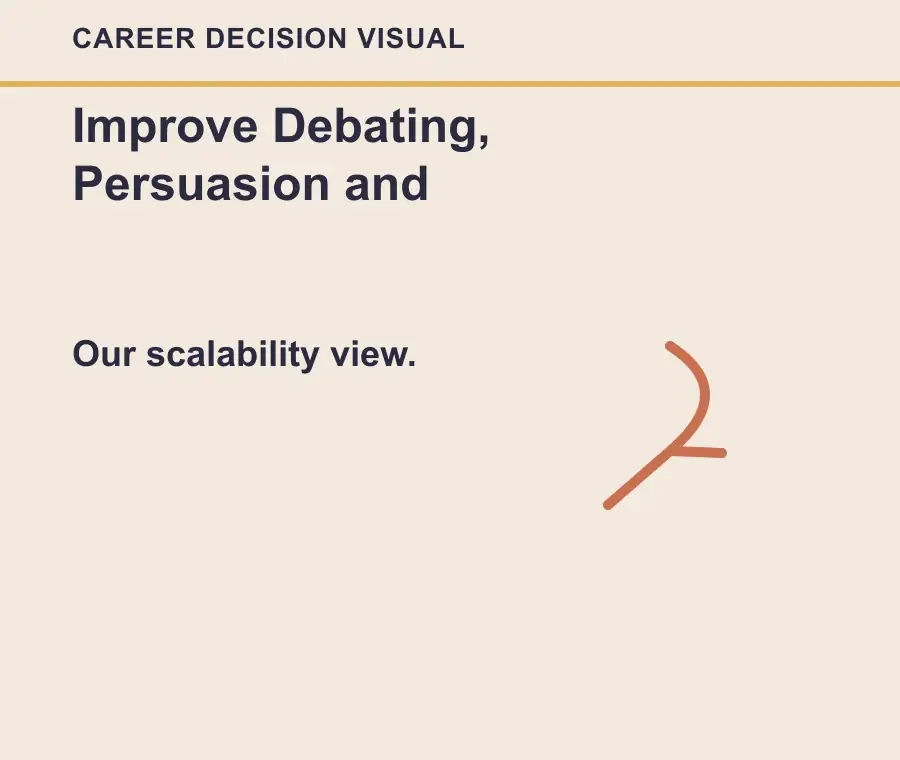 CAREER DECISION VISUAL
Improve Debating,
Persuasion and
Our scalability view.